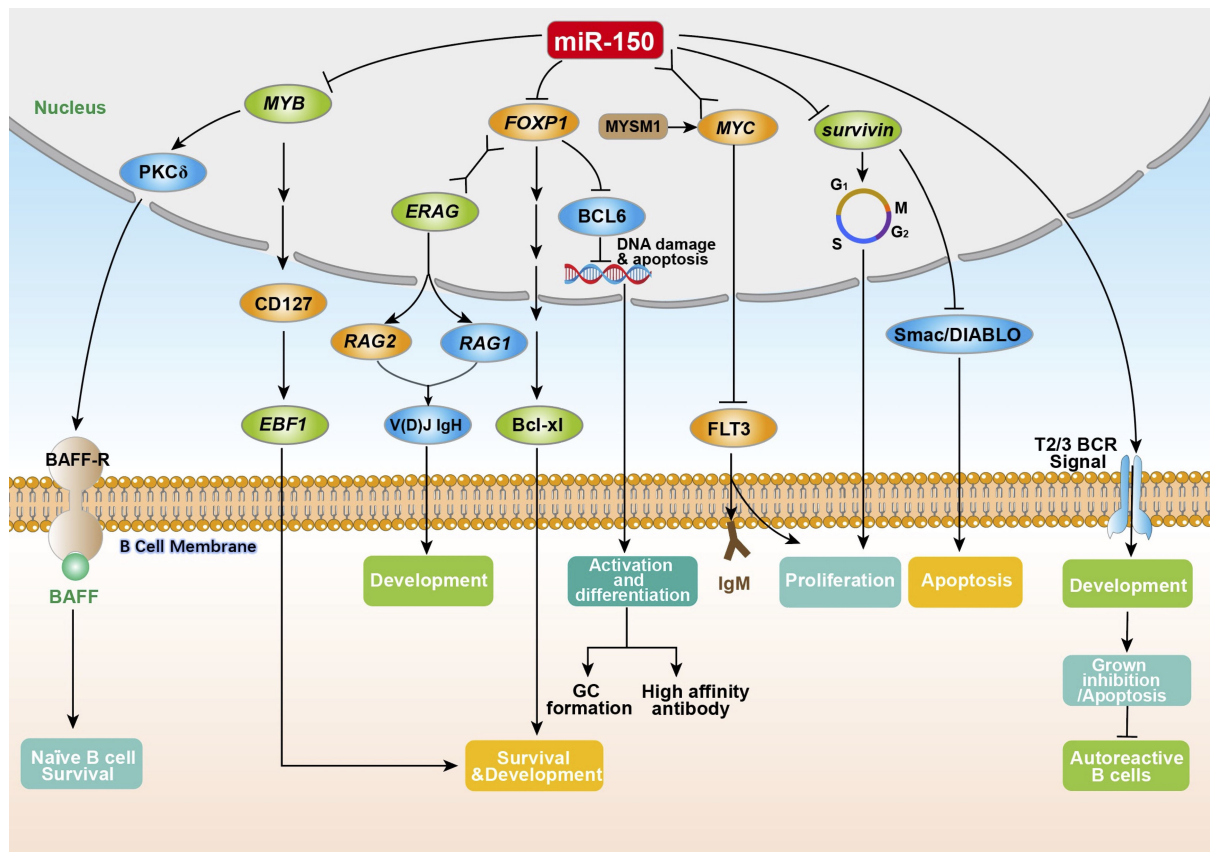 miR-150
Nucleus
MYB
FOXP1
MYSM1
MYC
survivin
PKCδ
G1
M
G2
S
ERAG
BCL6
DNA damage
& apoptosis
CD127
RAG2
RAG1
Smac/DIABLO
EBF1
V(D)J IgH
Bcl-xl
FLT3
BAFF-R
T2/3 BCR
Signal
B Cell Membrane
BAFF
IgM
Development
Activation
and
differentiation
Proliferation
Apoptosis
Development
GC
formation
High affinity
antibody
Grown
inhibition
/Apoptosis
Naïve B cell
Survival
Survival
&Development
Autoreactive
B cells